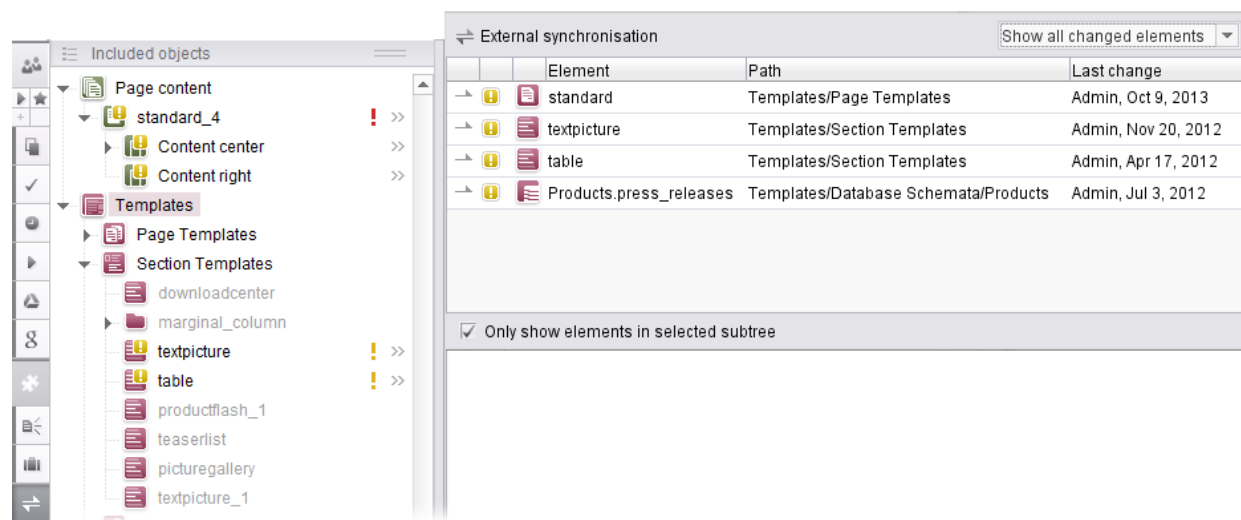 Included objects
Page content
standard_4
Content center
Content right
Templates
Page Templates
Section Templates
downloadcenter
marginal_column
textpicture
table
productflash_1
teaserlist
picturegallery
textpicture_1
External synchronisation
Show all changed elements
Element Path Last change
standard Templates/Page Templates Admin, Oct 9, 2013
textpicture Templates/Section Templates Admin, Nov 20, 2012
table Templates/Section Templates Admin, Apr 17, 2012
Products.press_releases Templates/Database Schemata/Products Admin, Jul 3, 2012
Only show elements in selected subtree